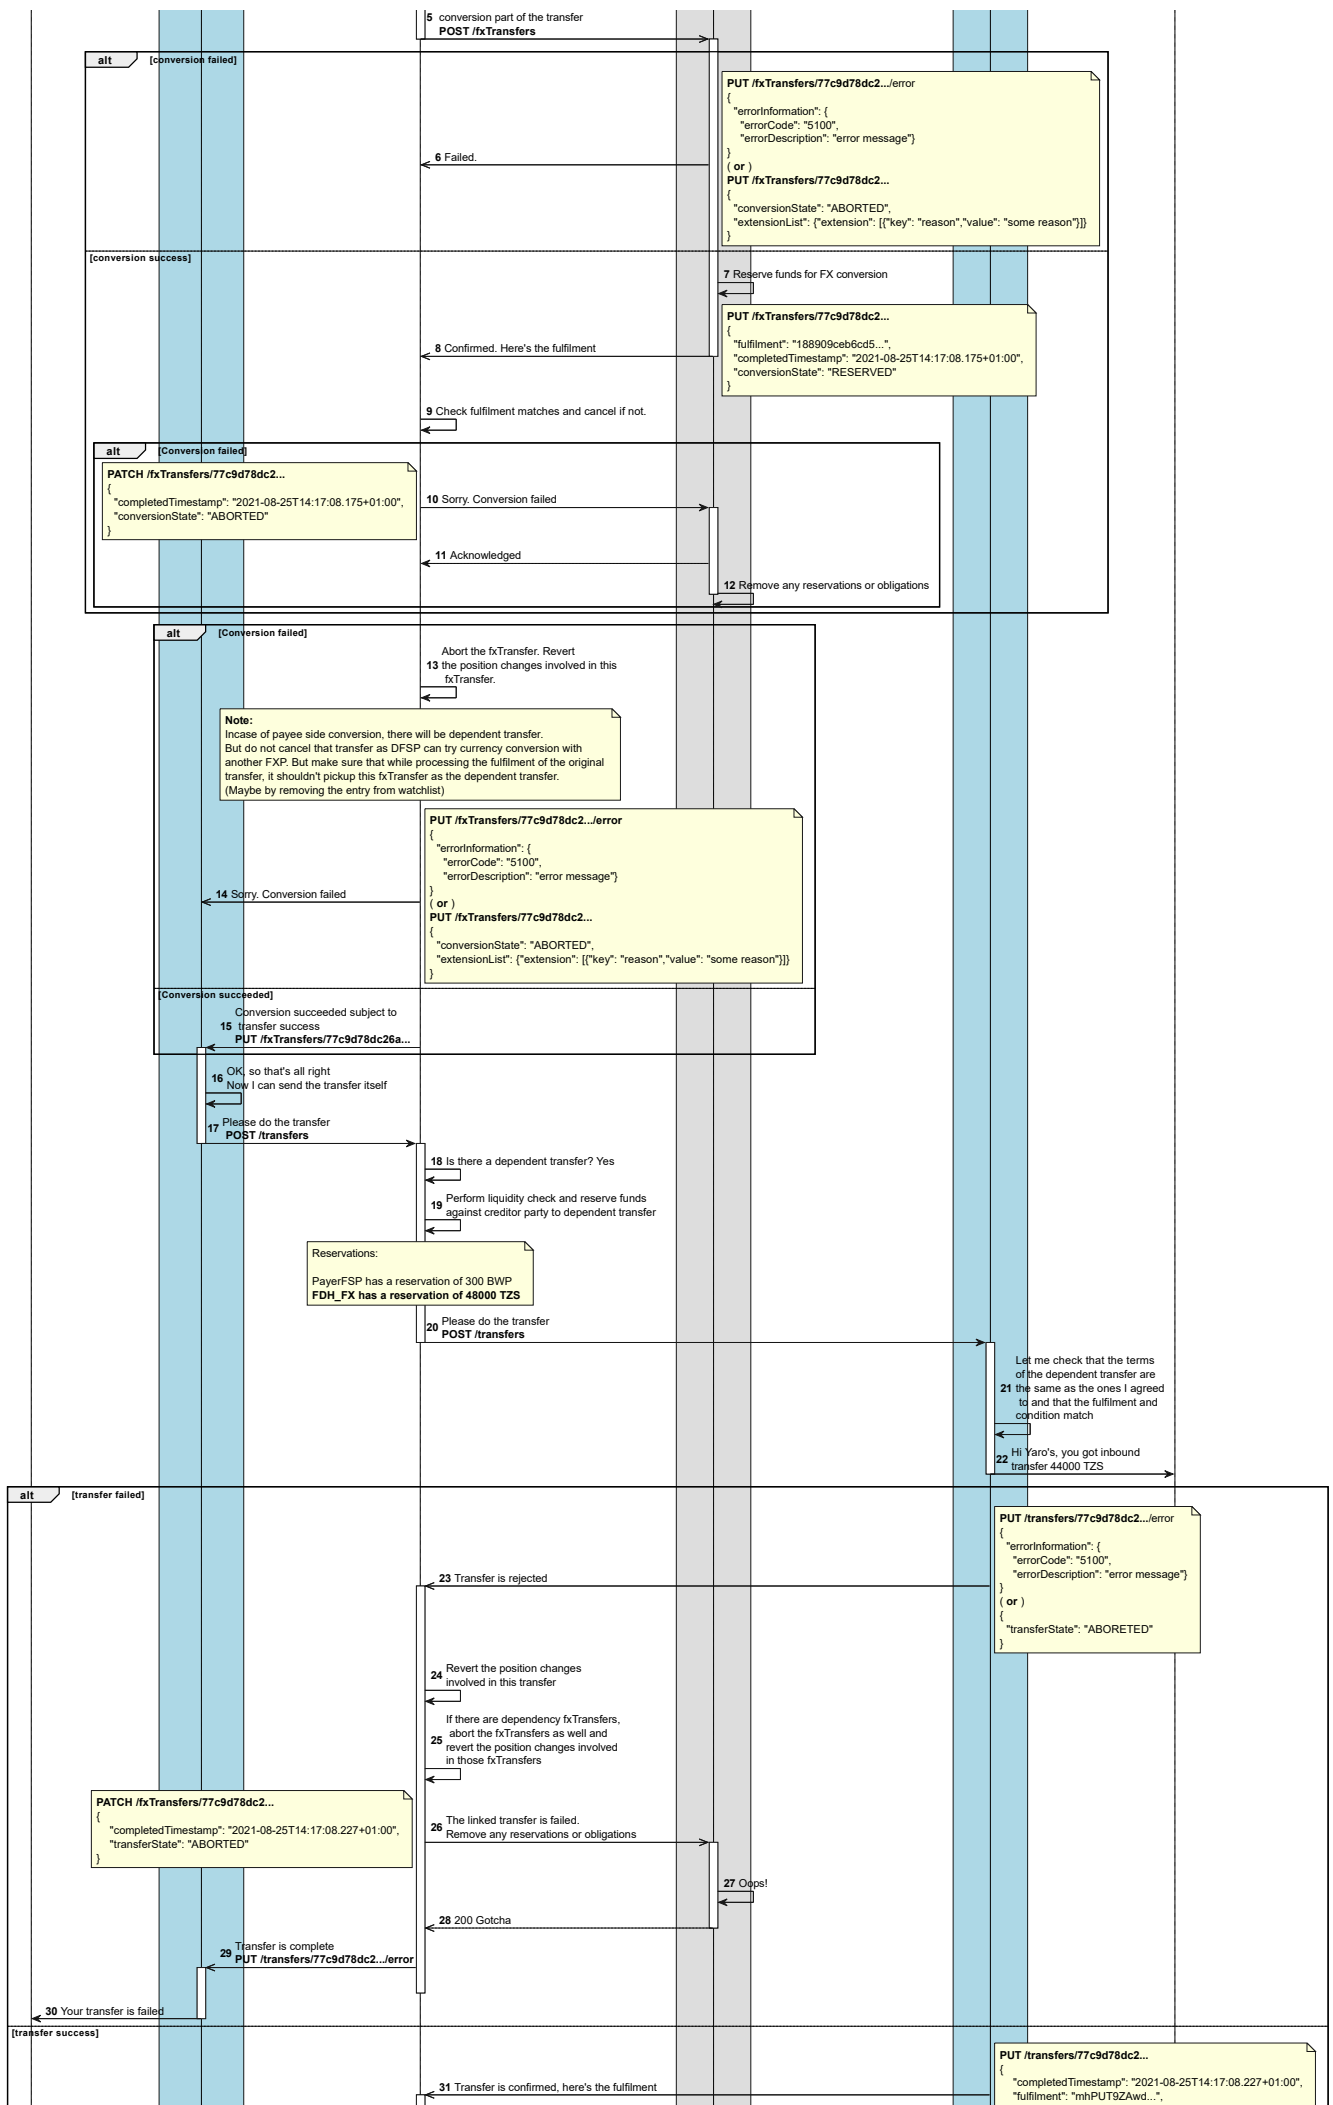 5 conversion part of the transfer
POST /fxTransfers
alt [conversion failed]
PUT /fxTransfers/77c9d78dc2.../error
{
"errorInformation": {
"errorCode": "5100",
"errorDescription": "error message"}
}
( or )
PUT /fxTransfers/77c9d78dc2...
{
"conversionState": "ABORTED",
"extensionList": {"extension": [{"key": "reason","value": "some reason"}]}
}
6 Failed.
[conversion success]
7 Reserve funds for FX conversion
PUT /fxTransfers/77c9d78dc2...
{
"fulfilment": "188909ceb6cd5...",
"completedTimestamp": "2021-08-25T14:17:08.175+01:00",
"conversionState": "RESERVED"
}
8 Confirmed. Here's the fulfilment
9 Check fulfilment matches and cancel if not.
alt [Conversion failed]
PATCH /fxTransfers/77c9d78dc2...
{
"completedTimestamp": "2021-08-25T14:17:08.175+01:00",
"conversionState": "ABORTED"
}
10 Sorry. Conversion failed
11 Acknowledged
12 Remove any reservations or obligations
alt [Conversion failed]
Abort the fxTransfer. Revert
13 the position changes involved in this
fxTransfer.
Note:
Incase of payee side conversion, there will be dependent transfer.
But do not cancel that transfer as DFSP can try currency conversion with
another FXP. But make sure that while processing the fulfilment of the original
transfer, it shouldn't pickup this fxTransfer as the dependent transfer.
(Maybe by removing the entry from watchlist)
PUT /fxTransfers/77c9d78dc2.../error
{
"errorInformation": {
"errorCode": "5100",
"errorDescription": "error message"}
}
( or )
PUT /fxTransfers/77c9d78dc2...
{
"conversionState": "ABORTED",
"extensionList": {"extension": [{"key": "reason","value": "some reason"}]}
}
14 Sorry. Conversion failed
[Conversion succeeded]
Conversion succeeded subject to
15 transfer success
PUT /fxTransfers/77c9d78dc26a...
16 OK, so that's all right
Now I can send the transfer itself
17 Please do the transfer
POST /transfers
18 Is there a dependent transfer? Yes
19 Perform liquidity check and reserve funds
against creditor party to dependent transfer
Reservations:
PayerFSP has a reservation of 300 BWP
FDH_FX has a reservation of 48000 TZS
20 Please do the transfer
POST /transfers
Let me check that the terms
of the dependent transfer are
21 the same as the ones I agreed
to and that the fulfilment and
condition match
22 Hi Yaro's, you got inbound
transfer 44000 TZS
alt [transfer failed]
PUT /transfers/77c9d78dc2.../error
{
"errorInformation": {
"errorCode": "5100",
"errorDescription": "error message"}
}
( or )
{
"transferState": "ABORETED"
}
23 Transfer is rejected
24 Revert the position changes
involved in this transfer
If there are dependency fxTransfers,
abort the fxTransfers as well and
25 revert the position changes involved
in those fxTransfers
PATCH /fxTransfers/77c9d78dc2...
{
"completedTimestamp": "2021-08-25T14:17:08.227+01:00",
"transferState": "ABORTED"
}
26 The linked transfer is failed.
Remove any reservations or obligations
27 Oops!
28 200 Gotcha
29 Transfer is complete
PUT /transfers/77c9d78dc2.../error
30 Your transfer is failed
[transfer success]
PUT /transfers/77c9d78dc2...
{
"completedTimestamp": "2021-08-25T14:17:08.227+01:00",
"fulfilment": "mhPUT9ZAwd...",
31 Transfer is confirmed, here's the fulfilment